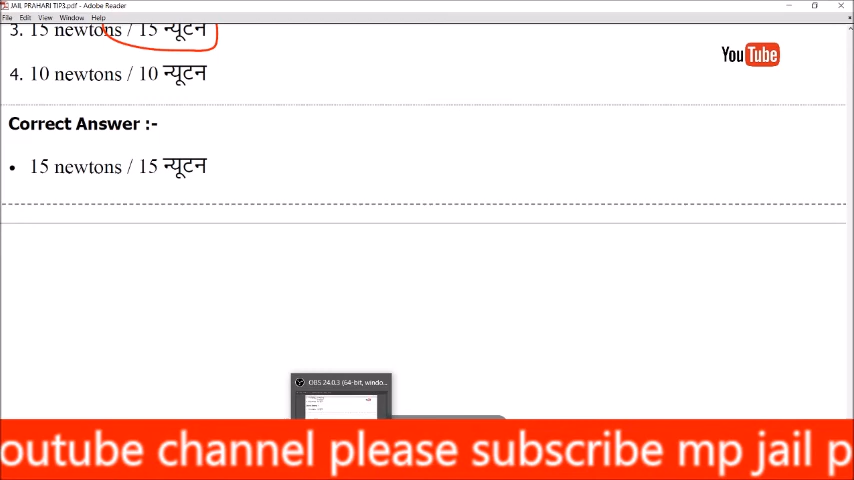 JAIL PRAHARI TIP3.pdf - Adobe Reader
File Edit View Window Help
3. 15 newtons / 15 न्यूटन
YouTube
4. 10 newtons / 10 न्यूटन
Correct Answer :-
• 15 newtons / 15 न्यूटन
OBS 24.0.3 (64-bit, windo...
outube channel please subscribe mp jail p